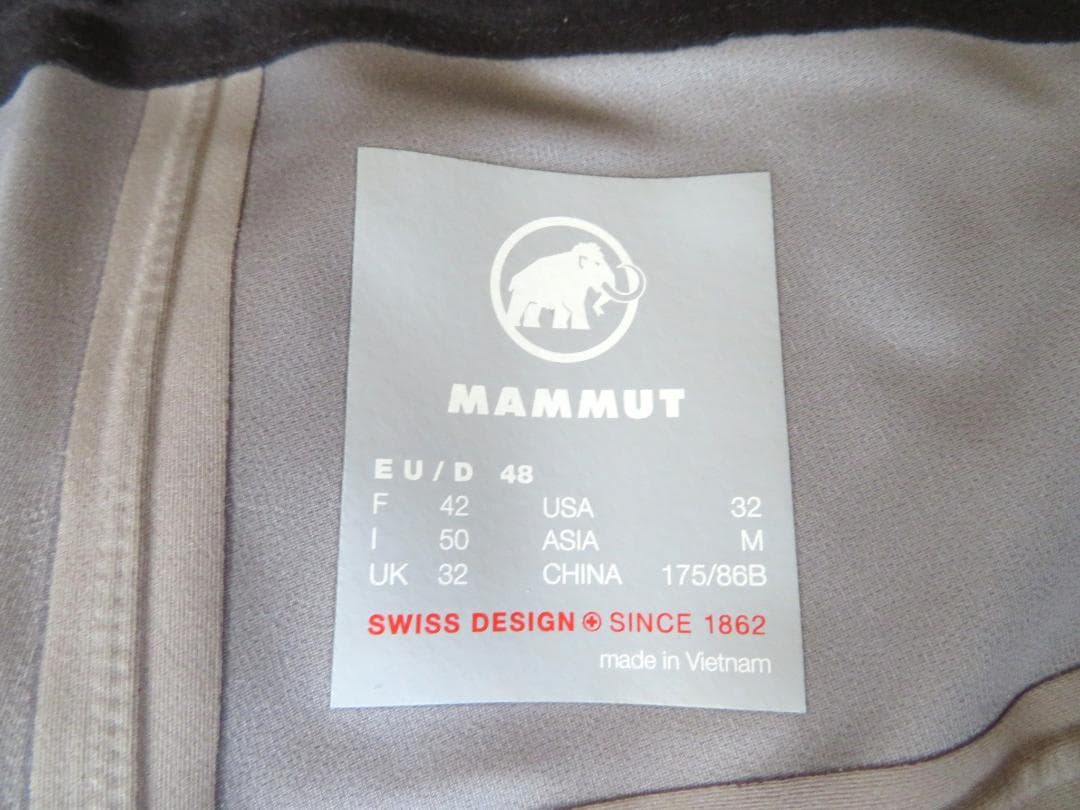 MAMMUT
EU/D 48
F 42 USA 32
I 50 ASIA M
UK 32 CHINA 175/86B
SWISS DESIGN SINCE 1862
made in Vietnam